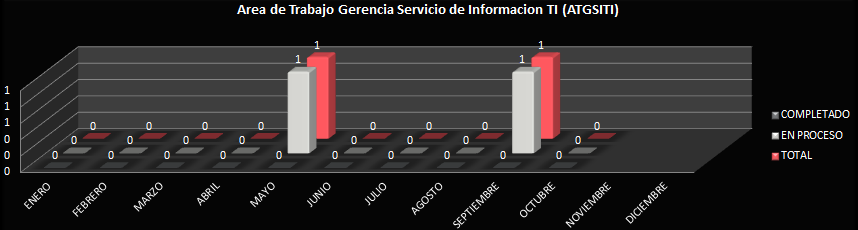 Area de Trabajo Gerencia Servicio de Informacion TI (ATGSITI)
1 1
1 1
1
1
1
0 0 0 0 0 0 0 0 0
0 0 0 0 0 0 0 0 0
0 0 0 0 0 0 0 0 0 0 0
0
ENERO FEBRERO MARZO ABRIL MAYO JUNIO JULIO AGOSTO SEPTIEMBRE OCTUBRE NOVIEMBRE DICIEMBRE
COMPLETADO
EN PROCESO
TOTAL